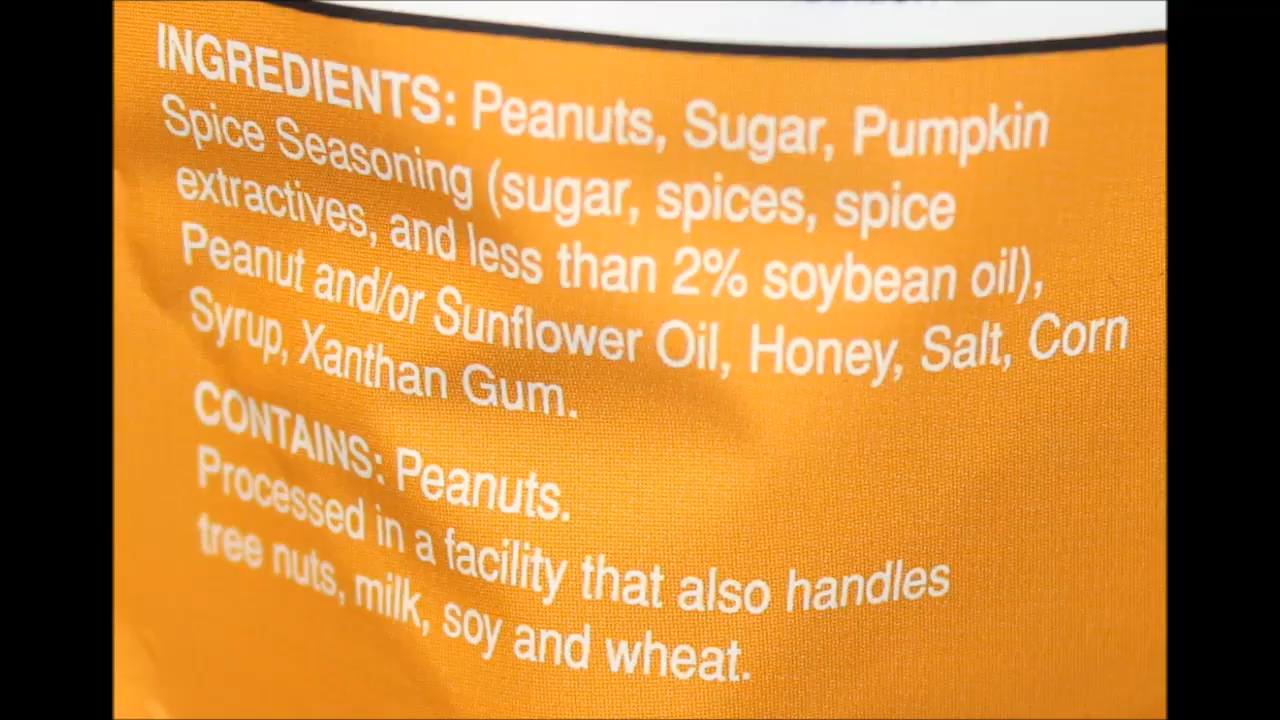 INGREDIENTS: Peanuts, Sugar, Pumpkin
Spice Seasoning (sugar, spices, spice
extractives, and less than 2% soybean oil),
Peanut and/or Sunflower Oil, Honey, Salt, Corn
Syrup, Xanthan Gum.
CONTAINS: Peanuts.
Processed in a facility that also handles
tree nuts, milk, soy and wheat.